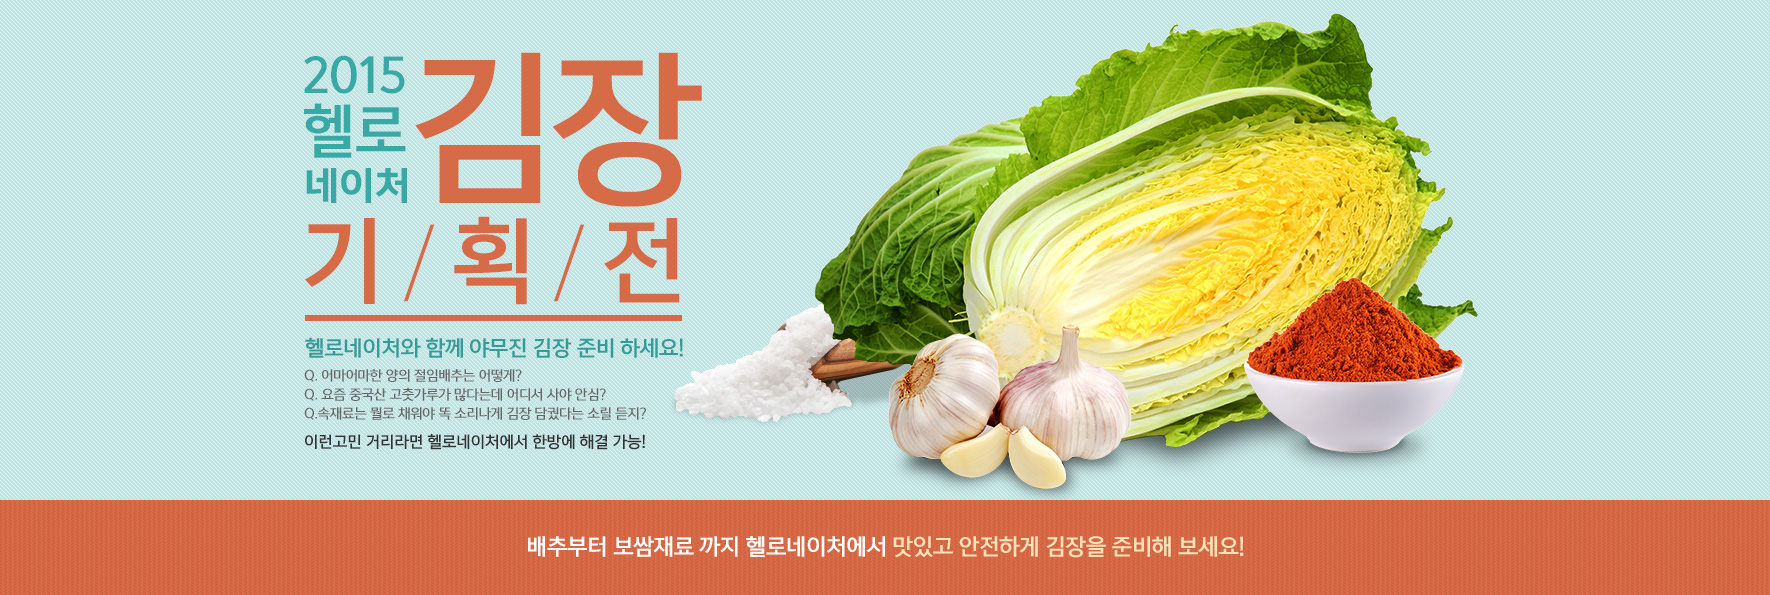 2015
헬로
네이처
김장
기/획/전
헬로네이처와 함께 야무진 김장 준비 하세요!
Q. 어마어마한 양의 절임배추는 어떻게?
Q. 요즘 중국산 고춧가루가 많다는데 어디서 사야 안심?
Q.속재료는 뭘로 채워야 똑 소리나게 김장 담궜다는 소릴 듣지?
이런고민 거리라면 헬로네이처에서 한방에 해결 가능!
배추부터 보쌈재료 까지 헬로네이처에서 맛있고 안전하게 김장을 준비해 보세요!